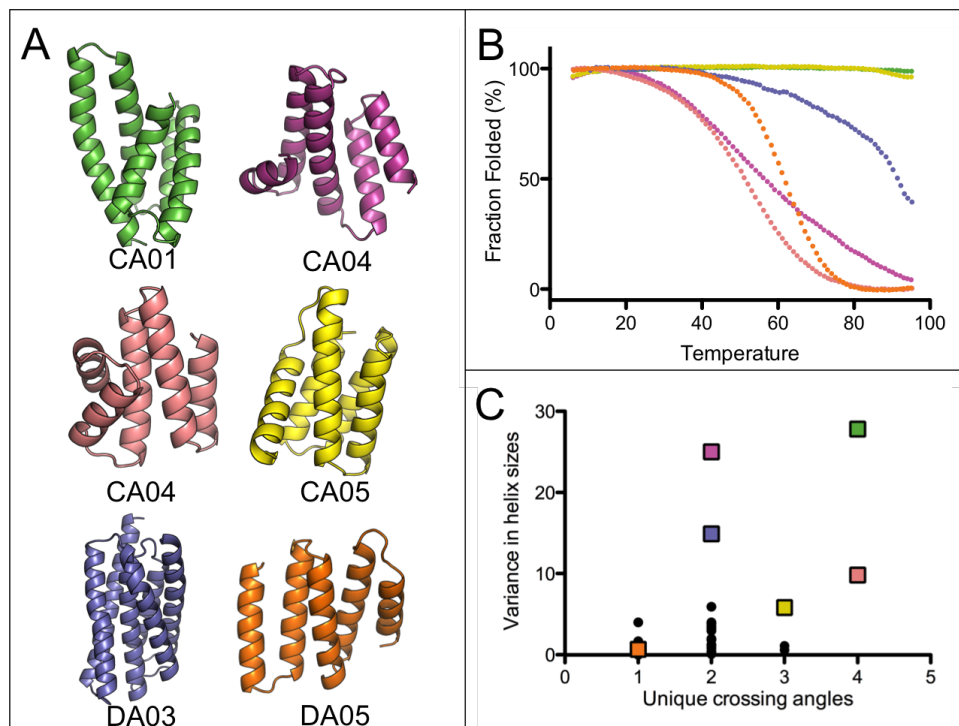 A
CA01
CA04
CA04
CA05
DA03
DA05
B
Fraction Folded (%)
100
50
0
0 20 40 60 80 100
Temperature
C
Variance in helix sizes
30
20
10
0
0 1 2 3 4 5
Unique crossing angles